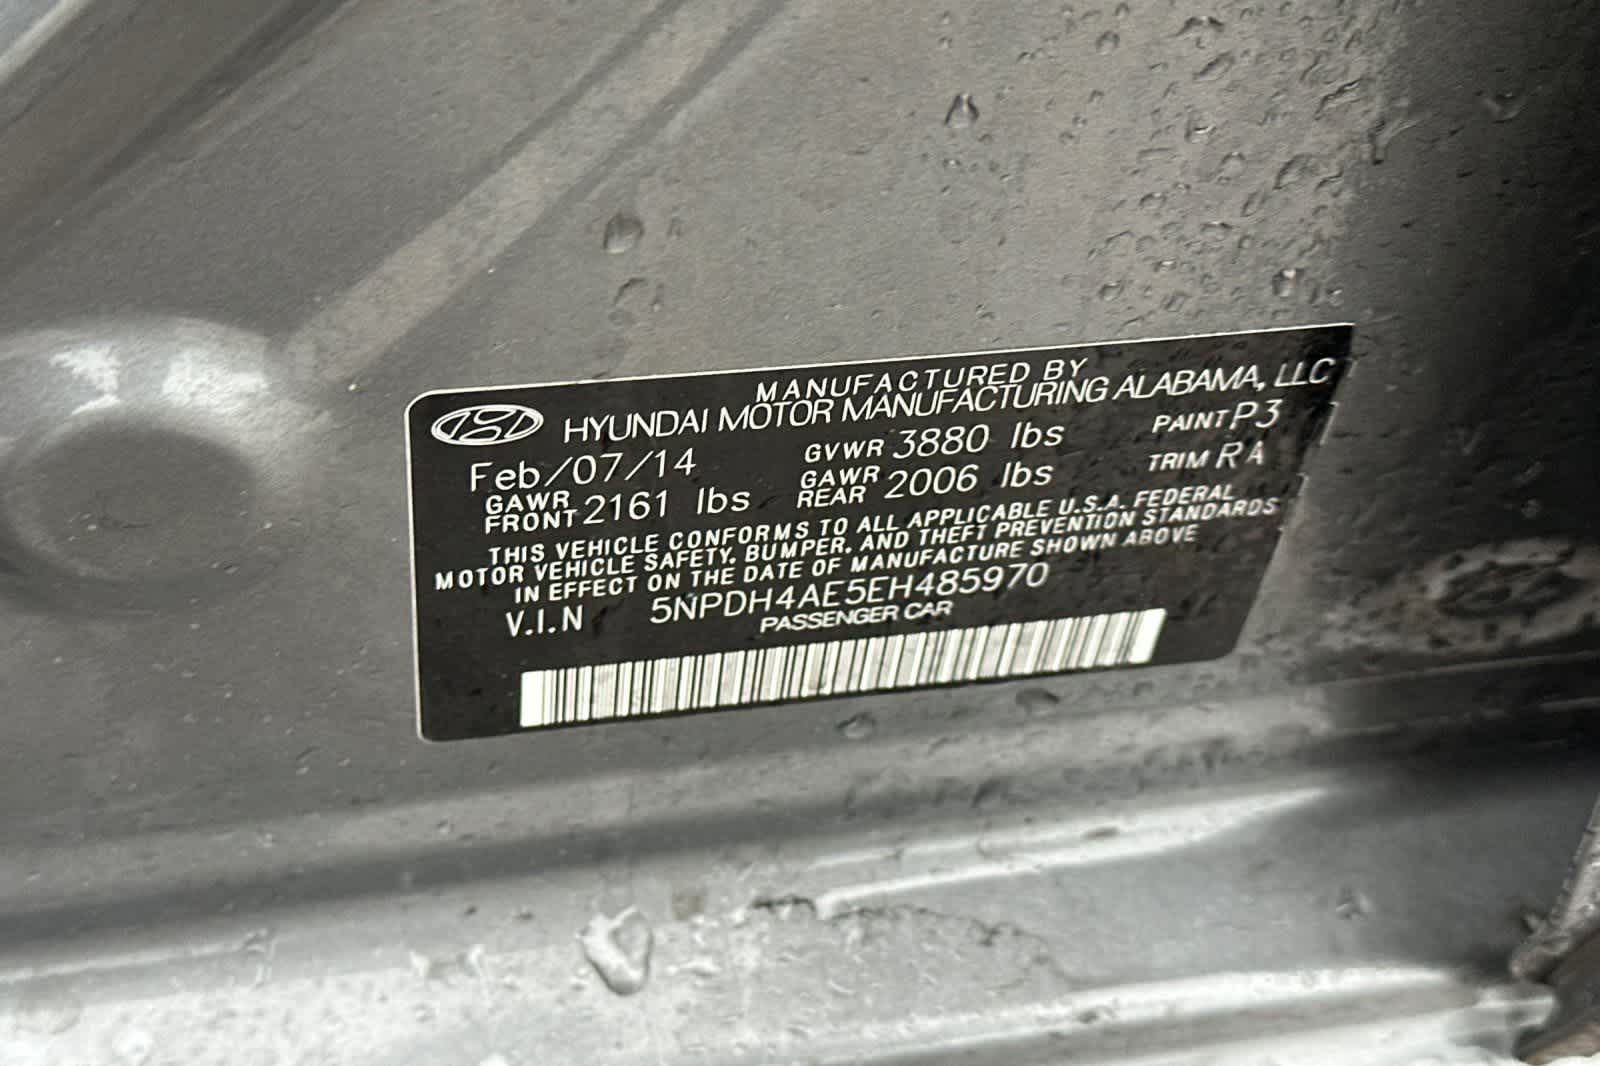 MANUFACTURED BY
HYUNDAI MOTOR MANUFACTURING ALABAMA, LLC
Feb/07/14 GVWR 3880 lbs PAINT P3
GAWR FRONT 2161 lbs GAWR REAR 2006 lbs TRIM RA
THIS VEHICLE CONFORMS TO ALL APPLICABLE U.S.A. FEDERAL
MOTOR VEHICLE SAFETY, BUMPER, AND THEFT PREVENTION STANDARDS
IN EFFECT ON THE DATE OF MANUFACTURE SHOWN ABOVE
V.I.N 5NPDH4AE5EH485970
PASSENGER CAR